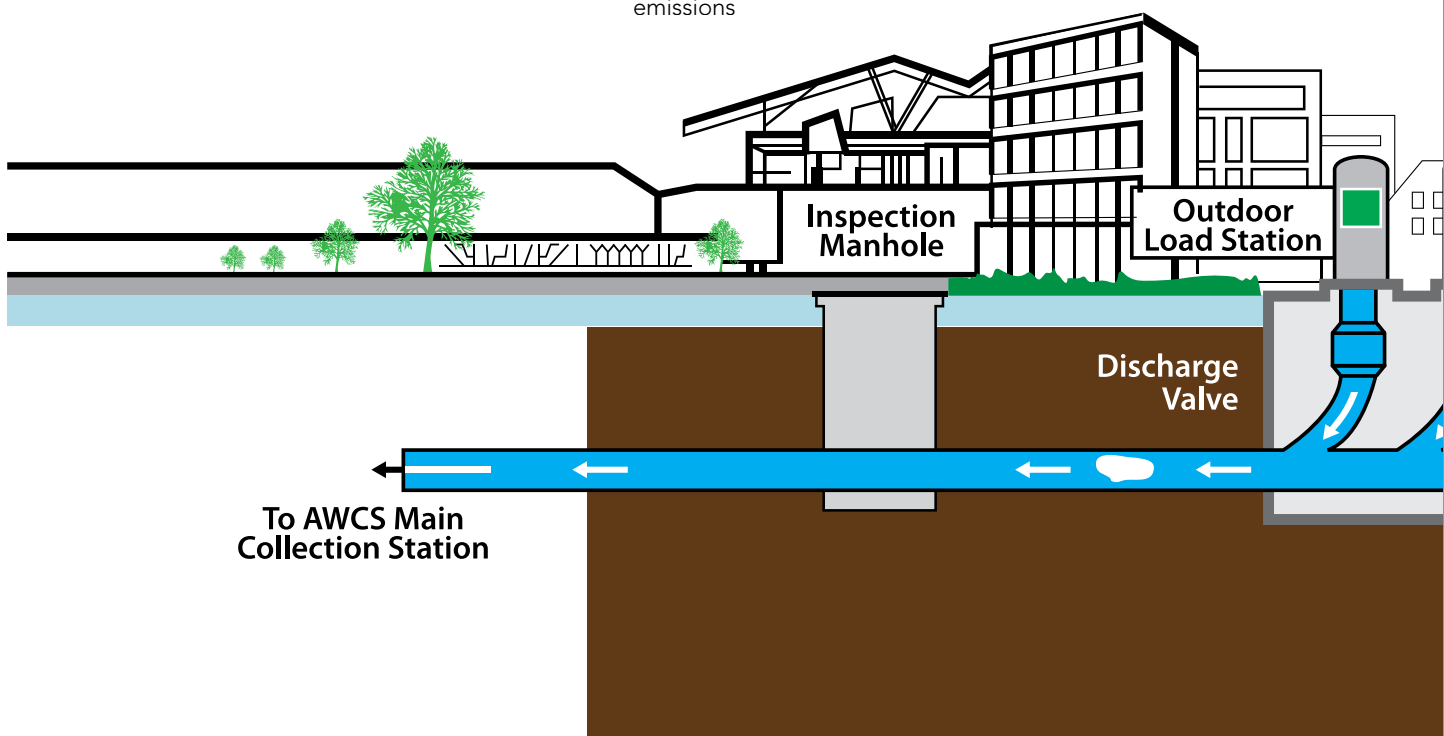 emissions
Inspection
Manhole
Outdoor
Load Station
Discharge
Valve
To AWCS Main
Collection Station